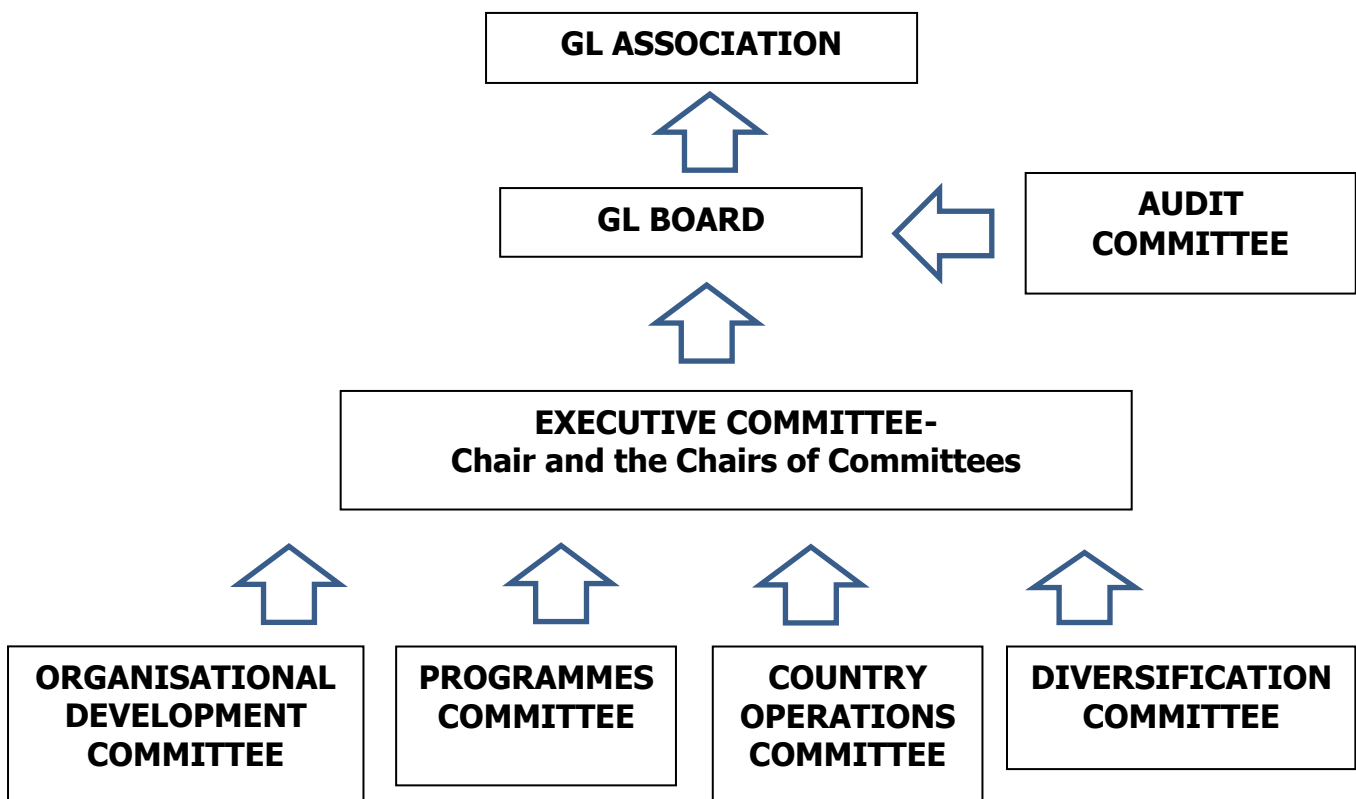 GL ASSOCIATION
GL BOARD
AUDIT
COMMITTEE
EXECUTIVE COMMITTEE-
Chair and the Chairs of Committees
ORGANISATIONAL
DEVELOPMENT
COMMITTEE
PROGRAMMES
COMMITTEE
COUNTRY
OPERATIONS
COMMITTEE
DIVERSIFICATION
COMMITTEE